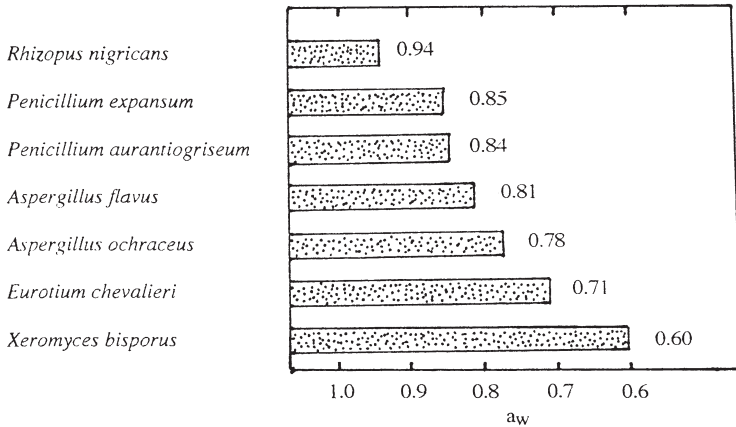 Rhizopus nigricans 0.94
Penicillium expansum 0.85
Penicillium aurantiogriseum 0.84
Aspergillus flavus 0.81
Aspergillus ochraceus 0.78
Eurotium chevalieri 0.71
Xeromyces bisporus 0.60
1.0 0.9 0.8 0.7 0.6
aw